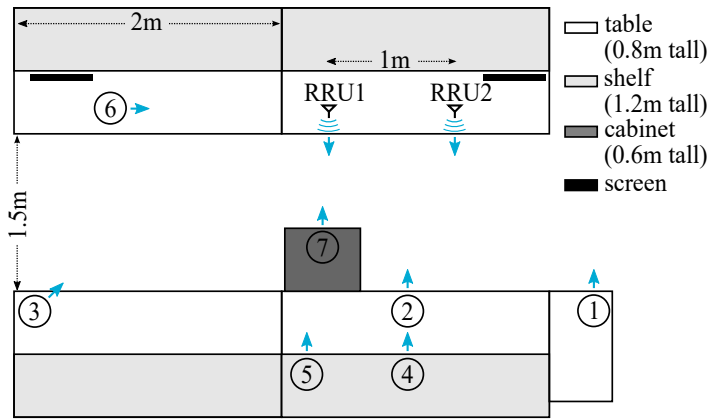 2m
1m
RRU1
RRU2
6
1.5m
7
3
2
1
5
4
table
(0.8m tall)
shelf
(1.2m tall)
cabinet
(0.6m tall)
screen